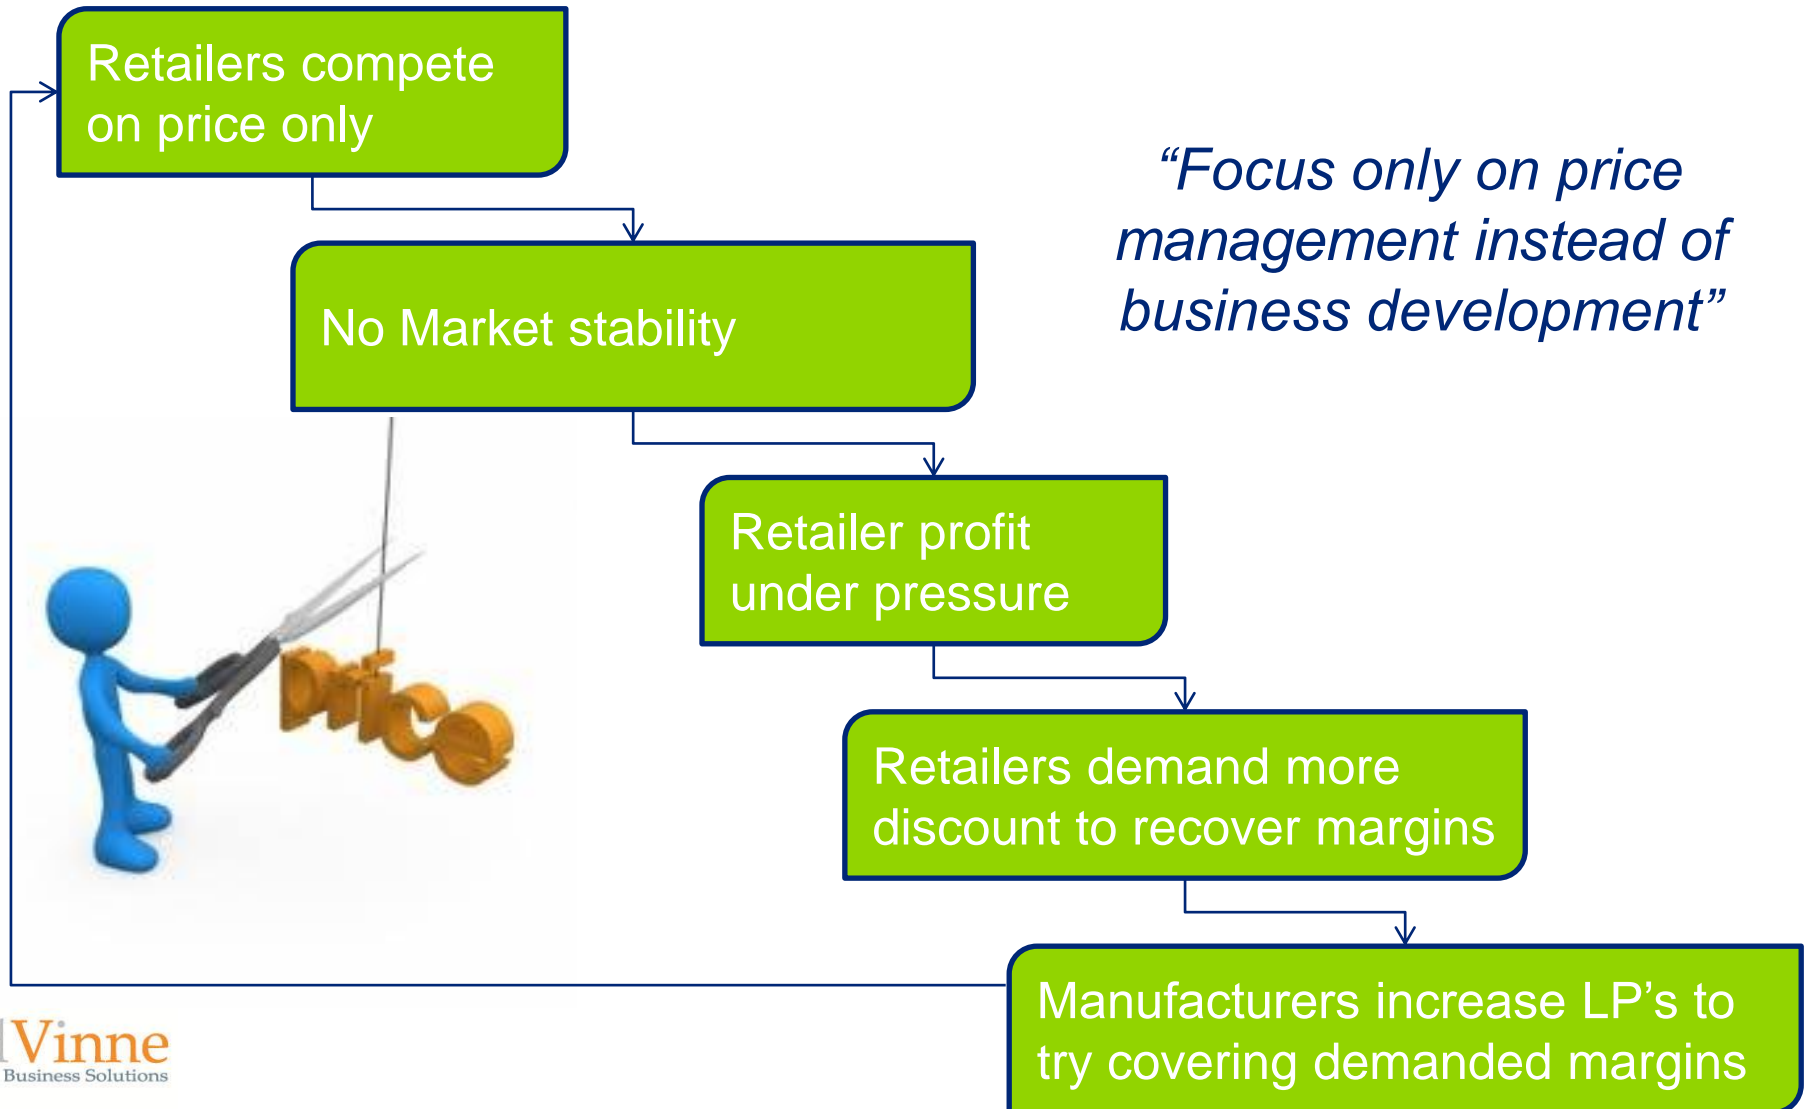 Retailers compete
on price only
“Focus only on price
management instead of
business development”
No Market stability
Retailer profit
under pressure
price
Retailers demand more
discount to recover margins
Manufacturers increase LP’s to
try covering demanded margins
Vinne
Business Solutions